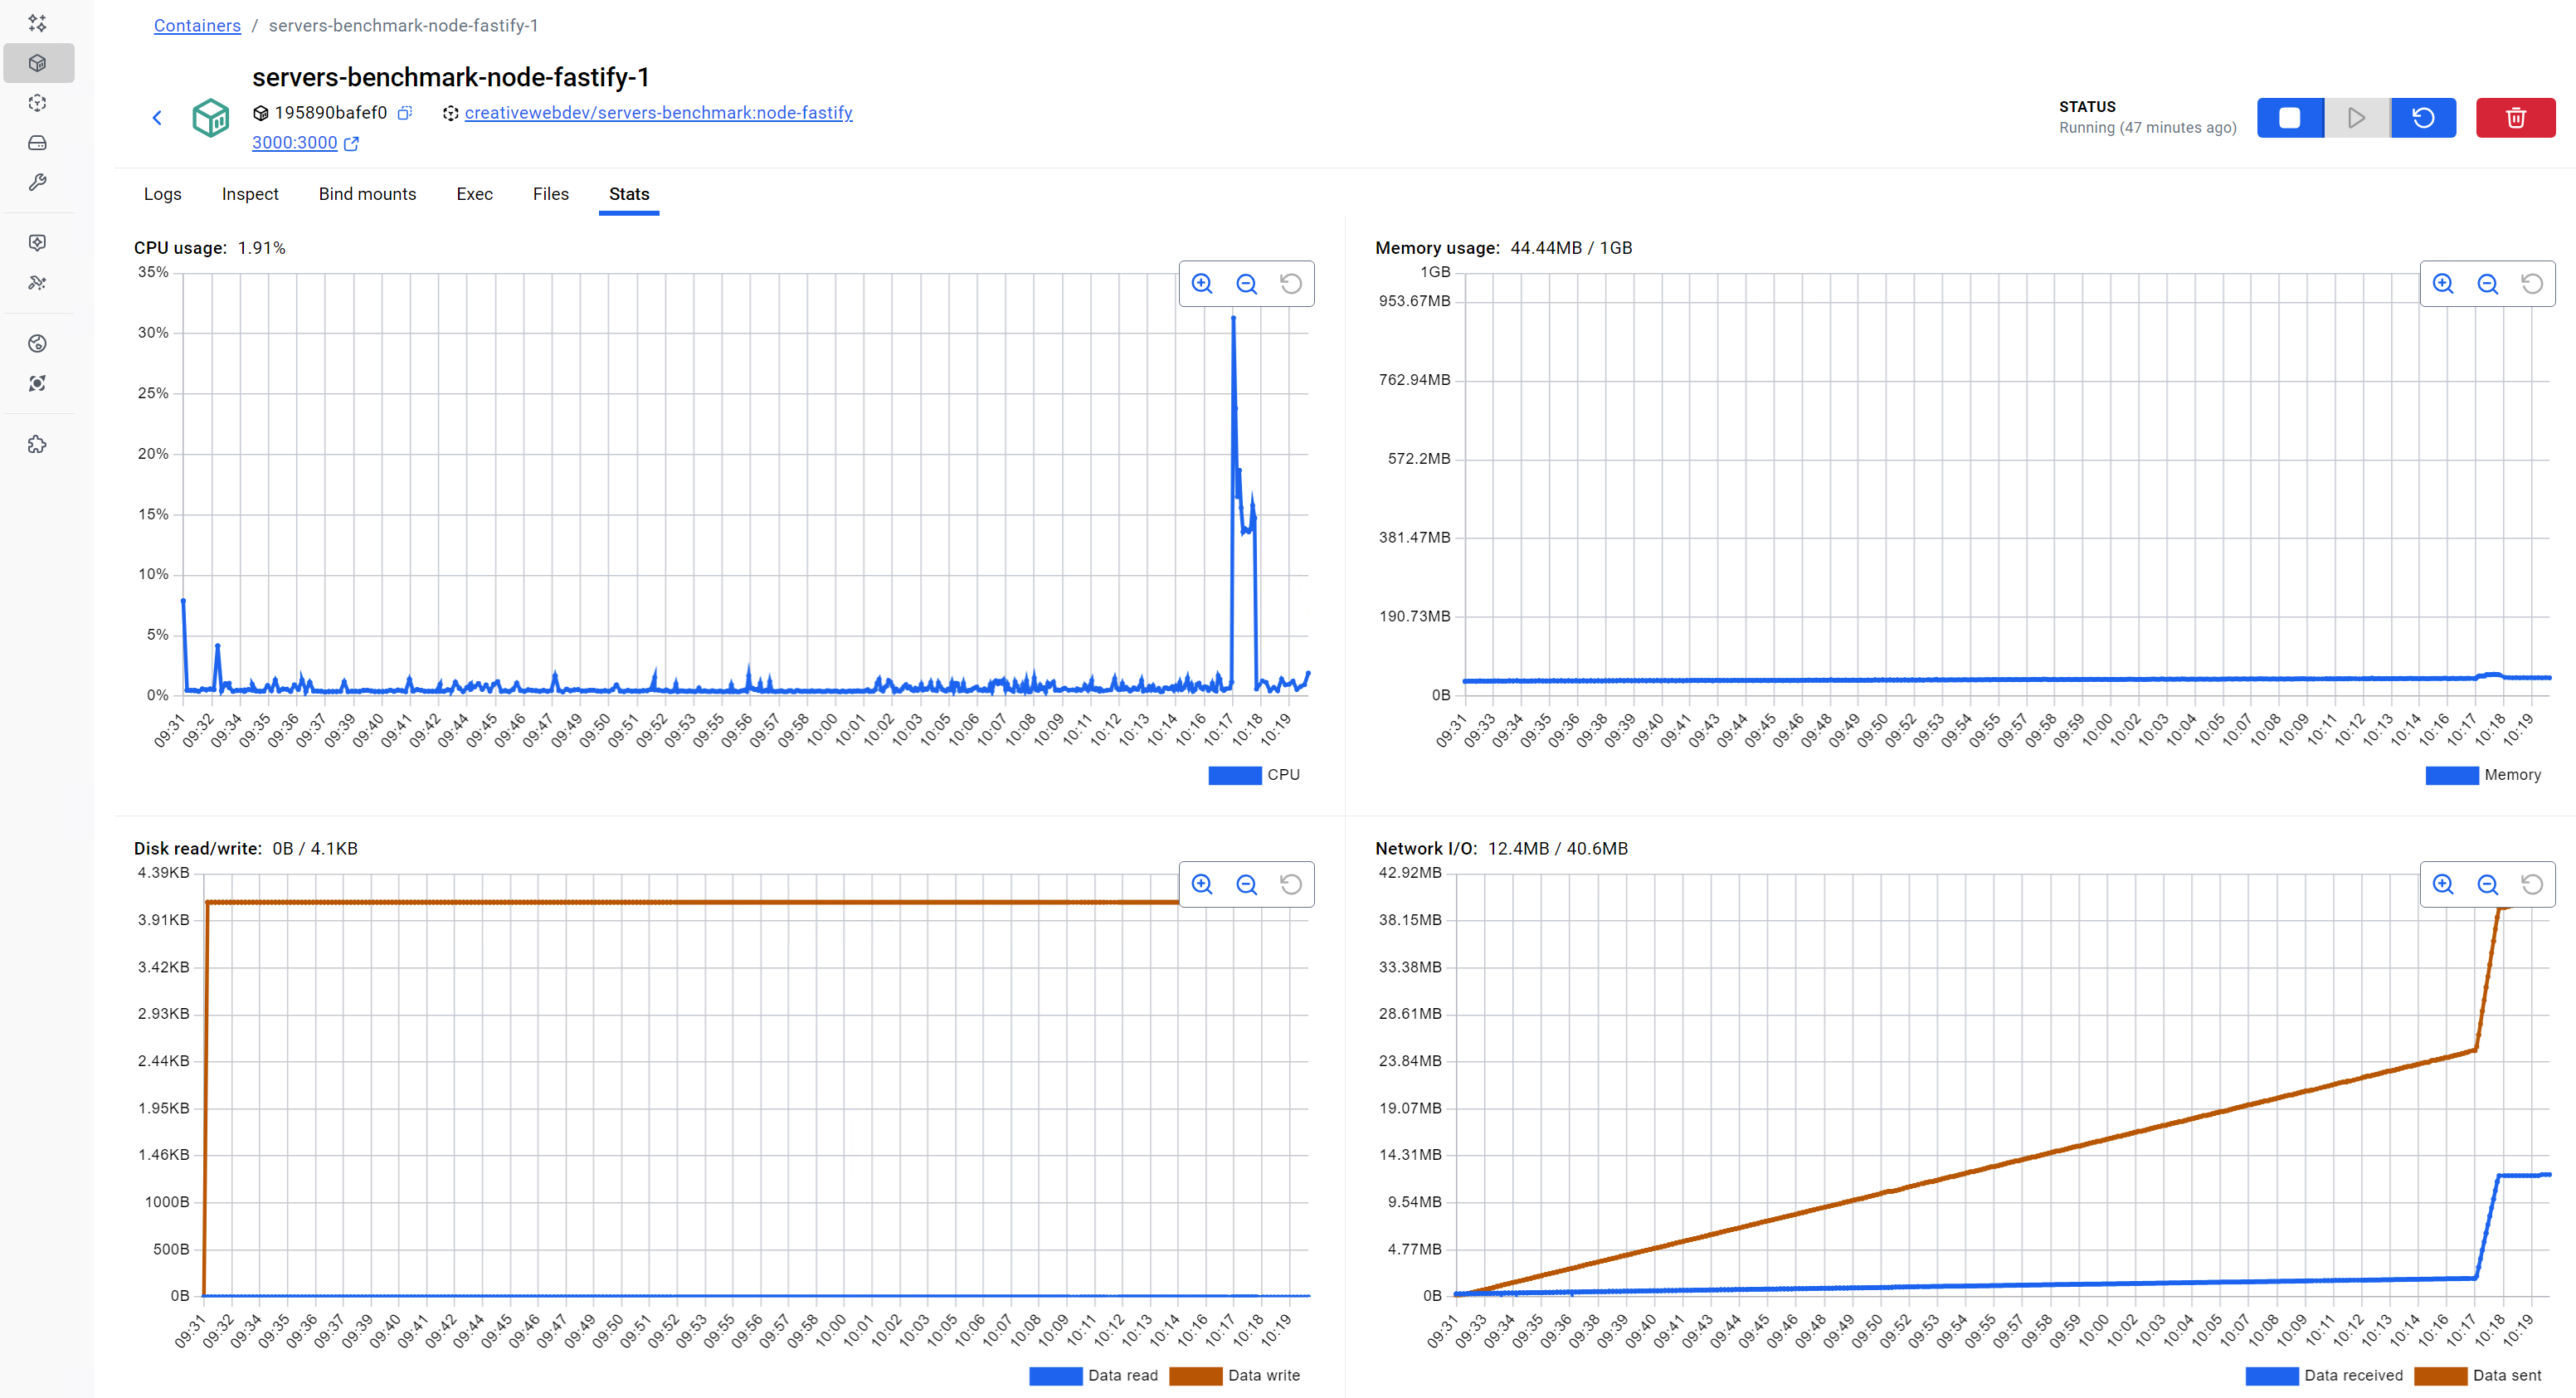 Containers / servers-benchmark-node-fastify-1
servers-benchmark-node-fastify-1
195890bafef0 creativewebdev/servers-benchmark:node-fastify
3000:3000
STATUS
Running (47 minutes ago)
Logs Inspect Bind mounts Exec Files Stats
CPU usage: 1.91%
35%
30%
25%
20%
15%
10%
5%
0%
09:31 09:32 09:34 09:35 09:36 09:37 09:39 09:40 09:41 09:42 09:44 09:45 09:46 09:47 09:49 09:50 09:51 09:52 09:53 09:55 09:56 09:57 09:58 10:00 10:01 10:02 10:03 10:05 10:06 10:07 10:08 10:09 10:11 10:12 10:13 10:14 10:16 10:17 10:18 10:19
CPU
Memory usage: 44.44MB / 1GB
1GB
953.67MB
762.94MB
572.2MB
381.47MB
190.73MB
0B
09:31 09:33 09:34 09:35 09:36 09:38 09:39 09:40 09:41 09:43 09:44 09:45 09:46 09:48 09:49 09:50 09:52 09:53 09:54 09:55 09:57 09:58 09:59 10:00 10:02 10:03 10:04 10:05 10:07 10:08 10:09 10:11 10:12 10:13 10:14 10:16 10:17 10:18 10:19
Memory
Disk read/write: 0B / 4.1KB
4.39KB
3.91KB
3.42KB
2.93KB
2.44KB
1.95KB
1.46KB
1000B
500B
0B
09:31 09:32 09:34 09:35 09:36 09:37 09:39 09:40 09:41 09:42 09:44 09:45 09:46 09:47 09:49 09:50 09:51 09:52 09:53 09:55 09:56 09:57 09:58 10:00 10:01 10:02 10:03 10:05 10:06 10:07 10:08 10:09 10:11 10:12 10:13 10:14 10:16 10:17 10:18 10:19
Data read Data write
Network I/O: 12.4MB / 40.6MB
42.92MB
38.15MB
33.38MB
28.61MB
23.84MB
19.07MB
14.31MB
9.54MB
4.77MB
0B
09:31 09:33 09:34 09:35 09:36 09:38 09:39 09:40 09:41 09:43 09:44 09:45 09:46 09:48 09:49 09:50 09:52 09:53 09:54 09:55 09:57 09:58 09:59 10:00 10:02 10:03 10:04 10:05 10:07 10:08 10:09 10:11 10:12 10:13 10:14 10:16 10:17 10:18 10:19
Data received Data sent